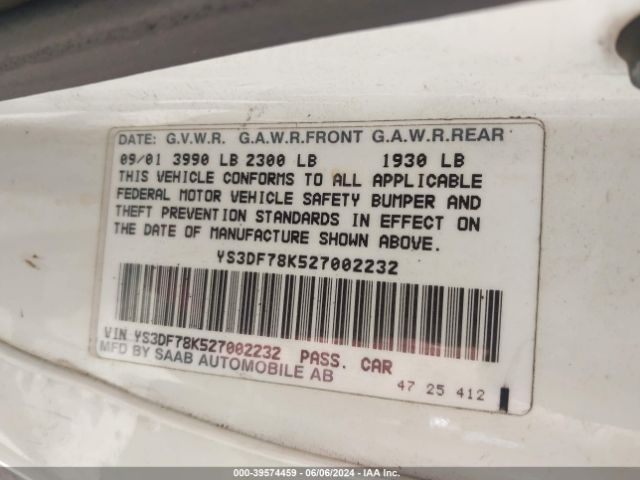 DATE: G.V.W.R. G.A.W.R.FRONT G.A.W.R.REAR
09/01 3990 LB 2300 LB 1930 LB
THIS VEHICLE CONFORMS TO ALL APPLICABLE
FEDERAL MOTOR VEHICLE SAFETY BUMPER AND
THEFT PREVENTION STANDARDS IN EFFECT ON
THE DATE OF MANUFACTURE SHOWN ABOVE.
YS3DF78K527002232
VIN YS3DF78K527002232 PASS. CAR
MFD BY SAAB AUTOMOBILE AB
47 25 412
000-39574459 - 06/06/2024 - IAA Inc.